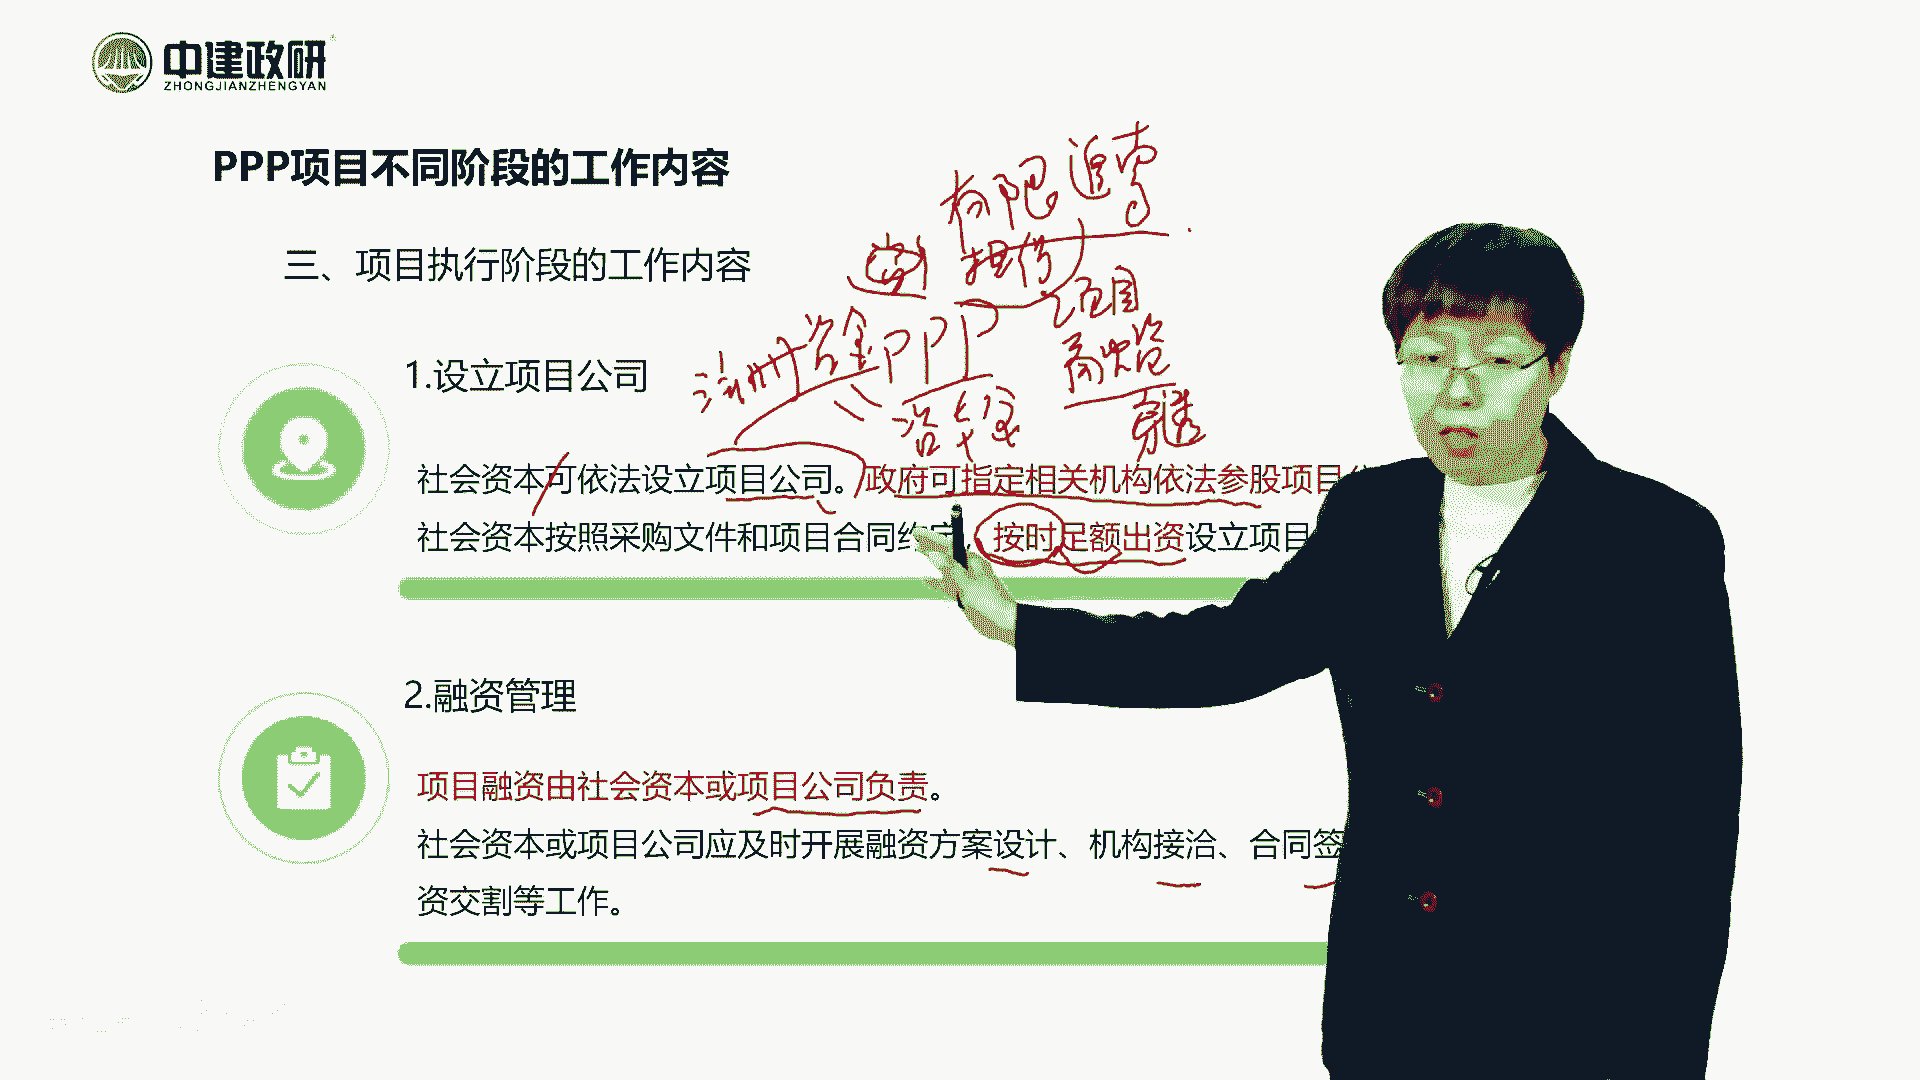 中建政研
ZHONGJIANZHENGYAN
PPP项目不同阶段的工作内容
有限追索
担保
三、项目执行阶段的工作内容
项目
注册资金 PPP
1.设立项目公司
社会资本可依法设立项目公司。政府可指定相关机构依法参股项目
社会资本按照采购文件和项目合同约定,按时足额出资设立项目
2.融资管理
项目融资由社会资本或项目公司负责。
社会资本或项目公司应及时开展融资方案设计、机构接洽、合同签
资交割等工作。